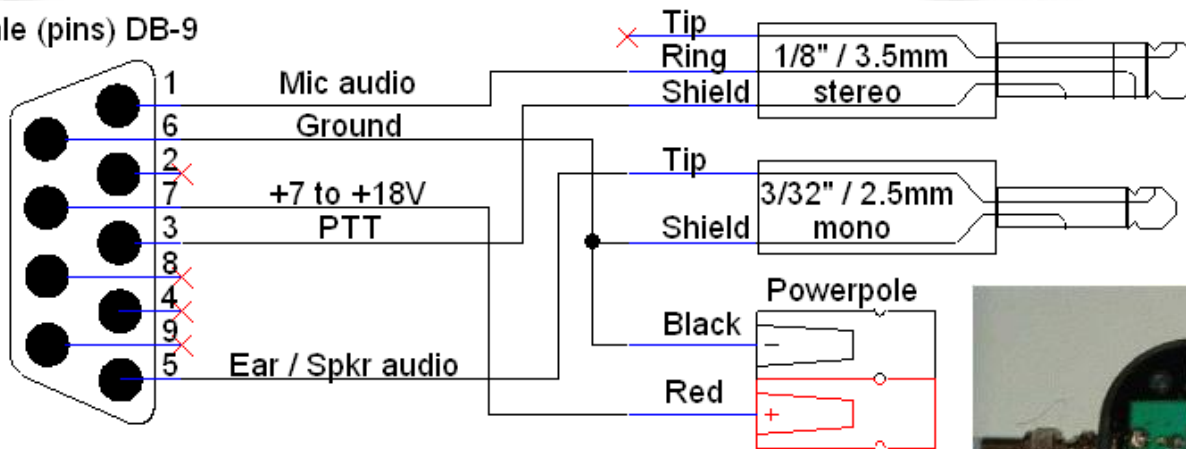 (pins) DB-9
1
Mic audio
6
Ground
2
7
+7 to +18V
3
PTT
8
4
9
5
Ear / Spkr audio
Tip
Ring
Shield
1/8" / 3.5mm
stereo
Tip
Shield
3/32" / 2.5mm
mono
Powerpole
Black
−
Red
+